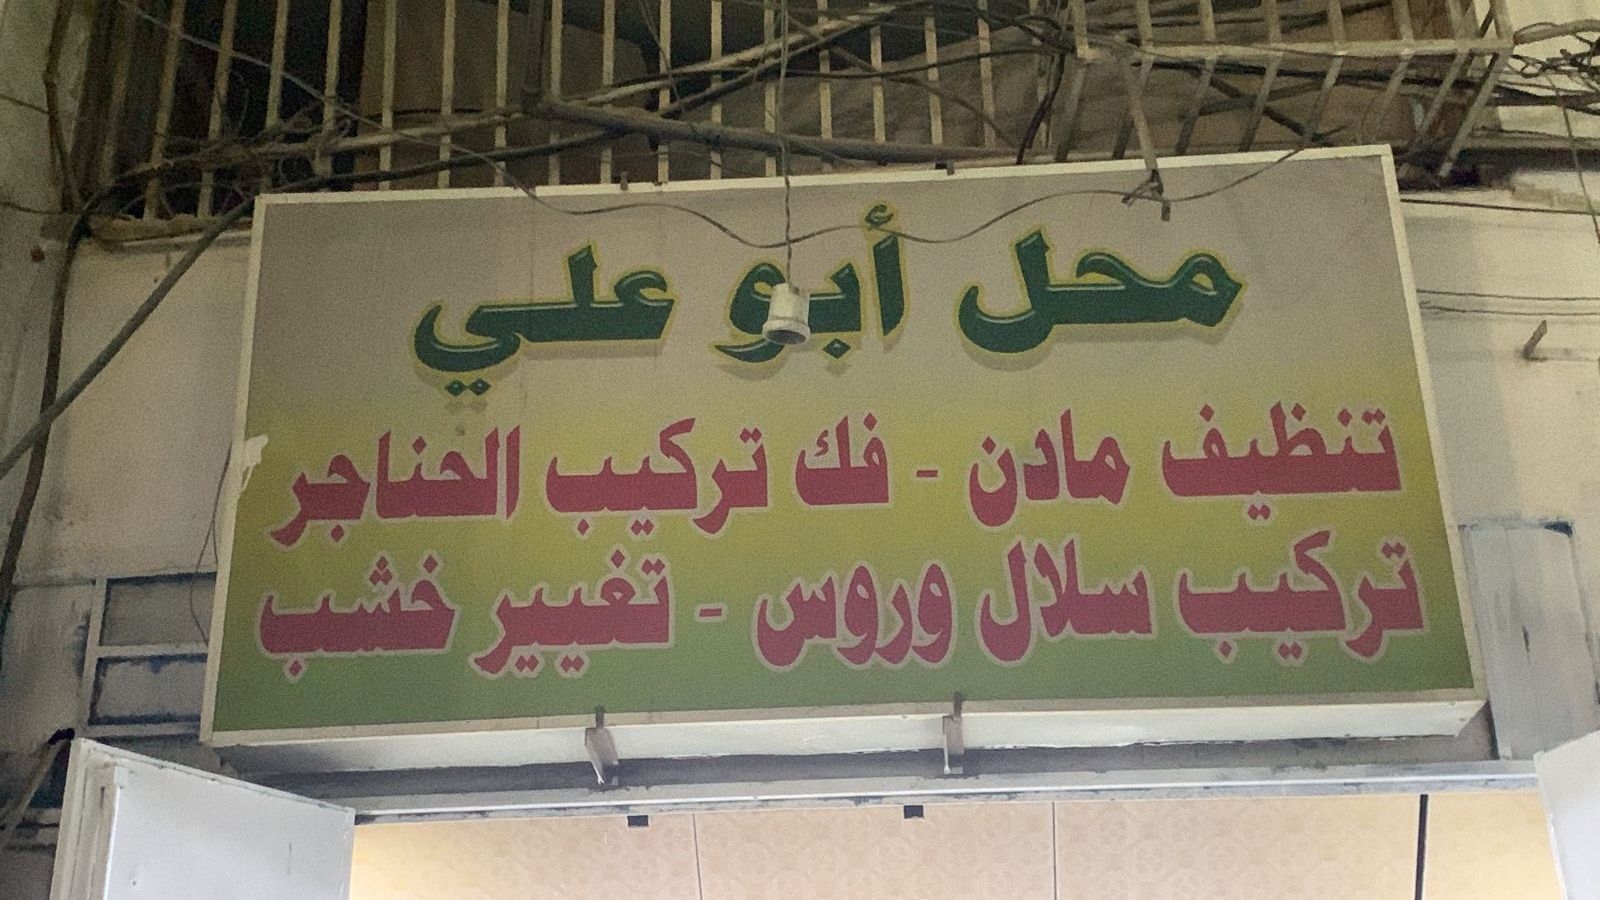 محل أبو علي
تنظيف مادن - فك تركيب الحناجر
تركيب سلال وروس - تغيير خشب